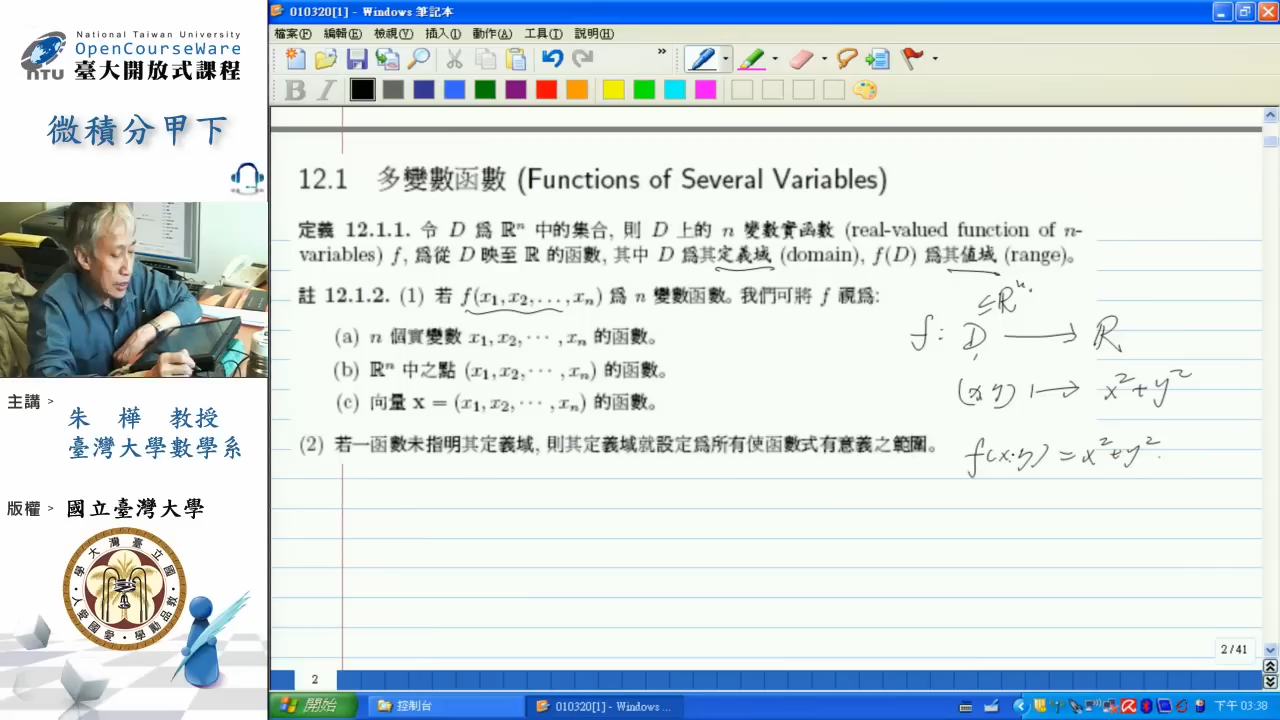 National Taiwan University
OpenCourseWare
NTU 臺大開放式課程
微積分甲下
主講 >
朱 樺 教授
臺灣大學數學系
版權 > 國立臺灣大學
010320[1] - Windows 筆記本
檔案(F) 編輯(E) 檢視(V) 插入(I) 動作(A) 工具(T) 說明(H)
B I
12.1 多變數函數 (Functions of Several Variables)
定義 12.1.1. 令 D 爲 ℝⁿ 中的集合, 則 D 上的 n 變數實函數 (real-valued function of n-
variables) f, 爲從 D 映至 ℝ 的函數, 其中 D 爲其定義域 (domain), f(D) 爲其值域 (range)。
註 12.1.2. (1) 若 f(x₁, x₂, …, xₙ) 爲 n 變數函數。我們可將 f 視爲:
(a) n 個實變數 x₁, x₂, ⋯, xₙ 的函數。
(b) ℝⁿ 中之點 (x₁, x₂, ⋯, xₙ) 的函數。
(c) 向量 x = (x₁, x₂, ⋯, xₙ) 的函數。
(2) 若一函數未指明其定義域, 則其定義域就設定爲所有使函數式有意義之範圍。
⊆ℝⁿ
f: D ⟶ ℝ
(x y) ⟼ x²+y²
f(x,y) = x²+y²
2/41
2
開始 控制台 010320[1] - Windows ... 下午 03:38